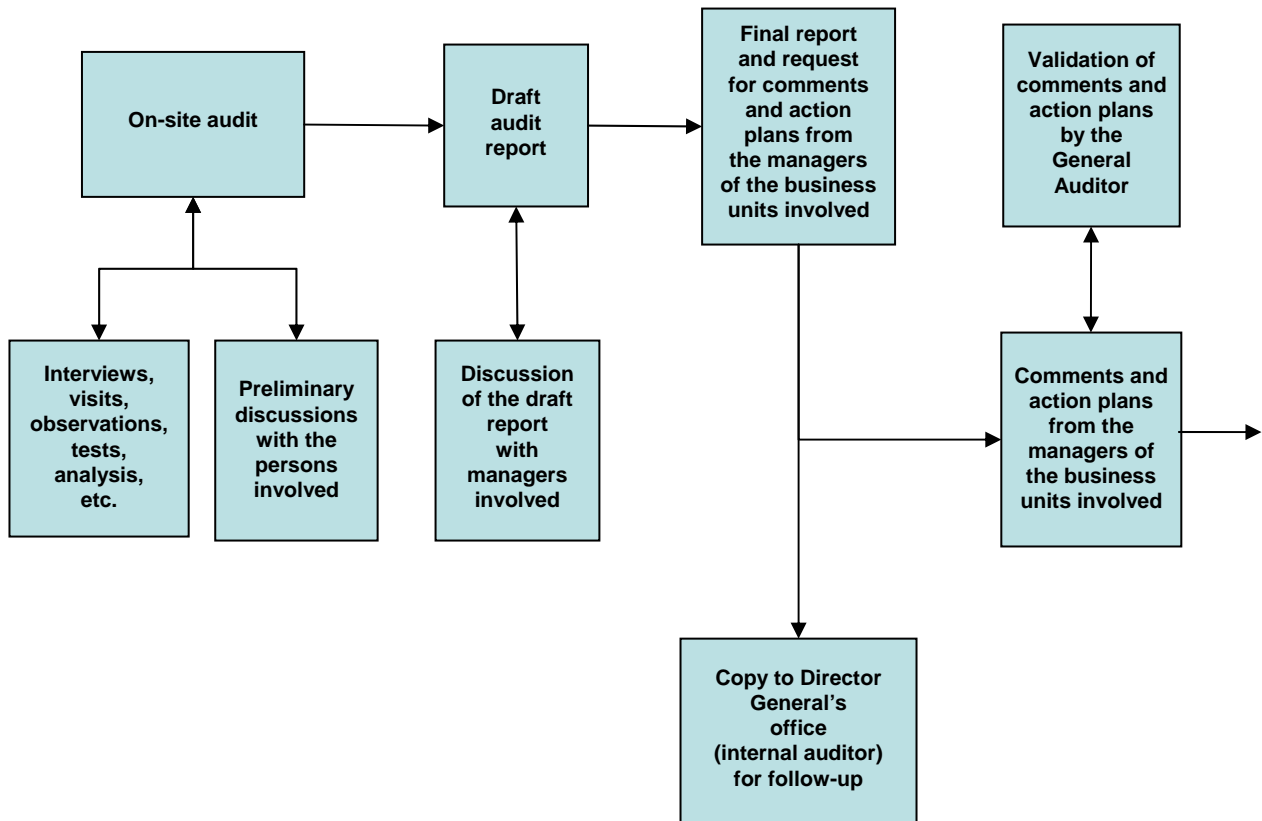 On-site audit
Draft
audit
report
Final report
and request
for comments
and action
plans from
the managers
of the business
units involved
Validation of
comments and
action plans
by the
General
Auditor
Interviews,
visits,
observations,
tests,
analysis,
etc.
Preliminary
discussions
with the
persons
involved
Discussion
of the draft
report
with
managers
involved
Comments and
action plans
from the
managers of
the business
units involved
Copy to Director
General’s
office
(internal auditor)
for follow-up